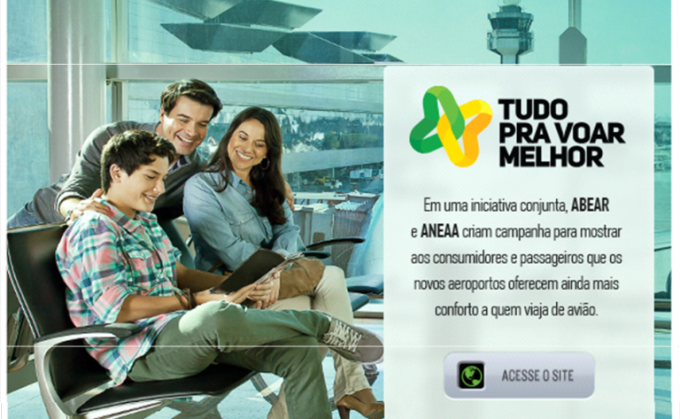 TUDO
PRA VOAR
MELHOR
Em uma iniciativa conjunta, ABEAR
e ANEAA criam campanha para mostrar
aos consumidores e passageiros que os
novos aeroportos oferecem ainda mais
conforto a quem viaja de avião.
ACESSE O SITE